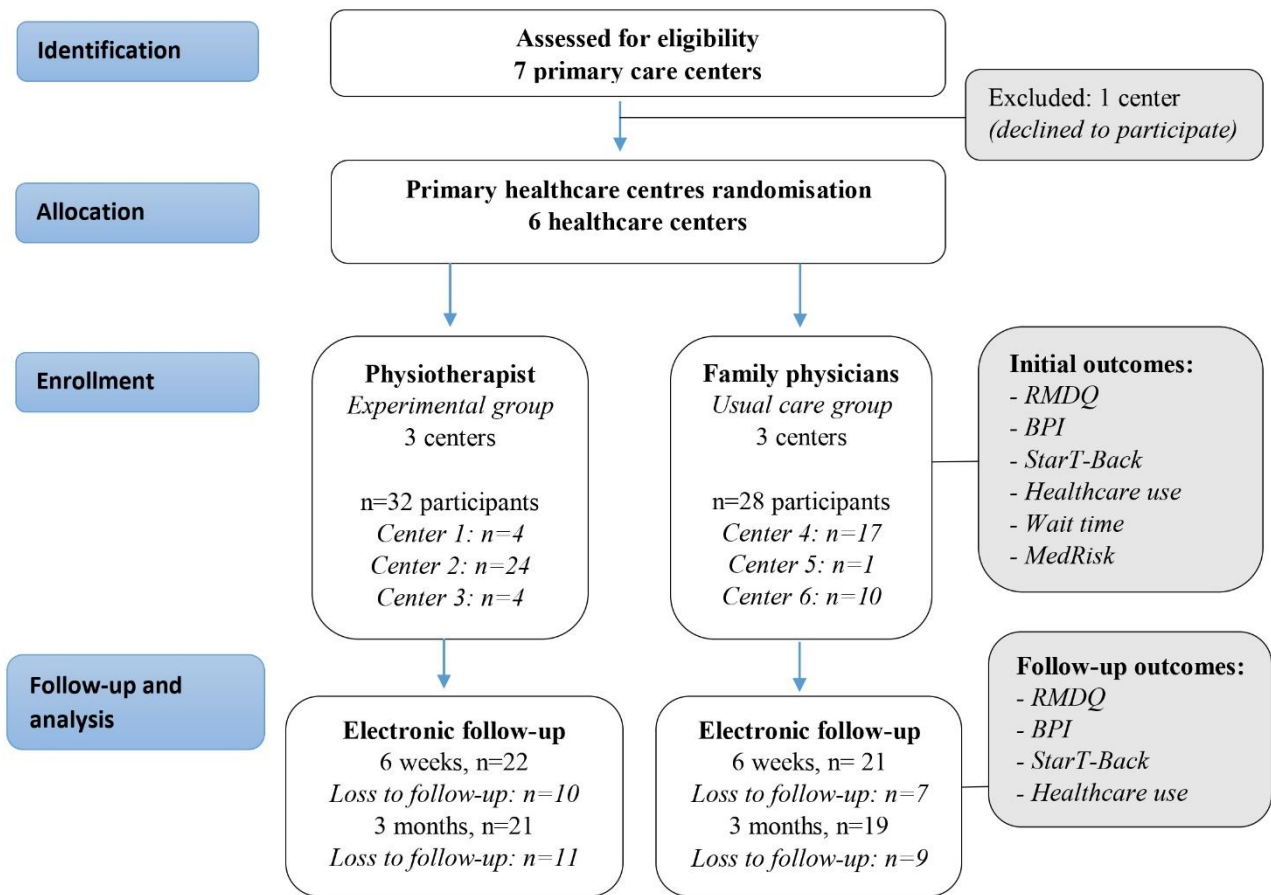 Identification
Assessed for eligibility
7 primary care centers
Excluded: 1 center
(declined to participate)
Allocation
Primary healthcare centres randomisation
6 healthcare centers
Enrollment
Physiotherapist
Experimental group
3 centers
n=32 participants
Center 1: n=4
Center 2: n=24
Center 3: n=4
Family physicians
Usual care group
3 centers
n=28 participants
Center 4: n=17
Center 5: n=1
Center 6: n=10
Initial outcomes:
- RMDQ
- BPI
- StarT-Back
- Healthcare use
- Wait time
- MedRisk
Follow-up and
analysis
Electronic follow-up
6 weeks, n=22
Loss to follow-up: n=10
3 months, n=21
Loss to follow-up: n=11
Electronic follow-up
6 weeks, n= 21
Loss to follow-up: n=7
3 months, n=19
Loss to follow-up: n=9
Follow-up outcomes:
- RMDQ
- BPI
- StarT-Back
- Healthcare use